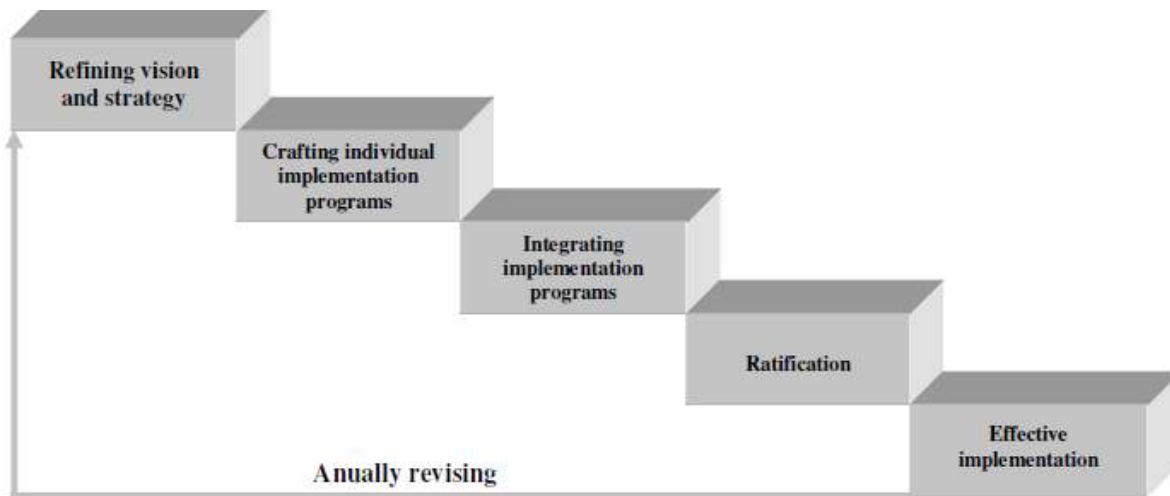 Refining vision
and strategy
Crafting individual
implementation
programs
Integrating
implementation
programs
Ratification
Effective
implementation
Anually revising